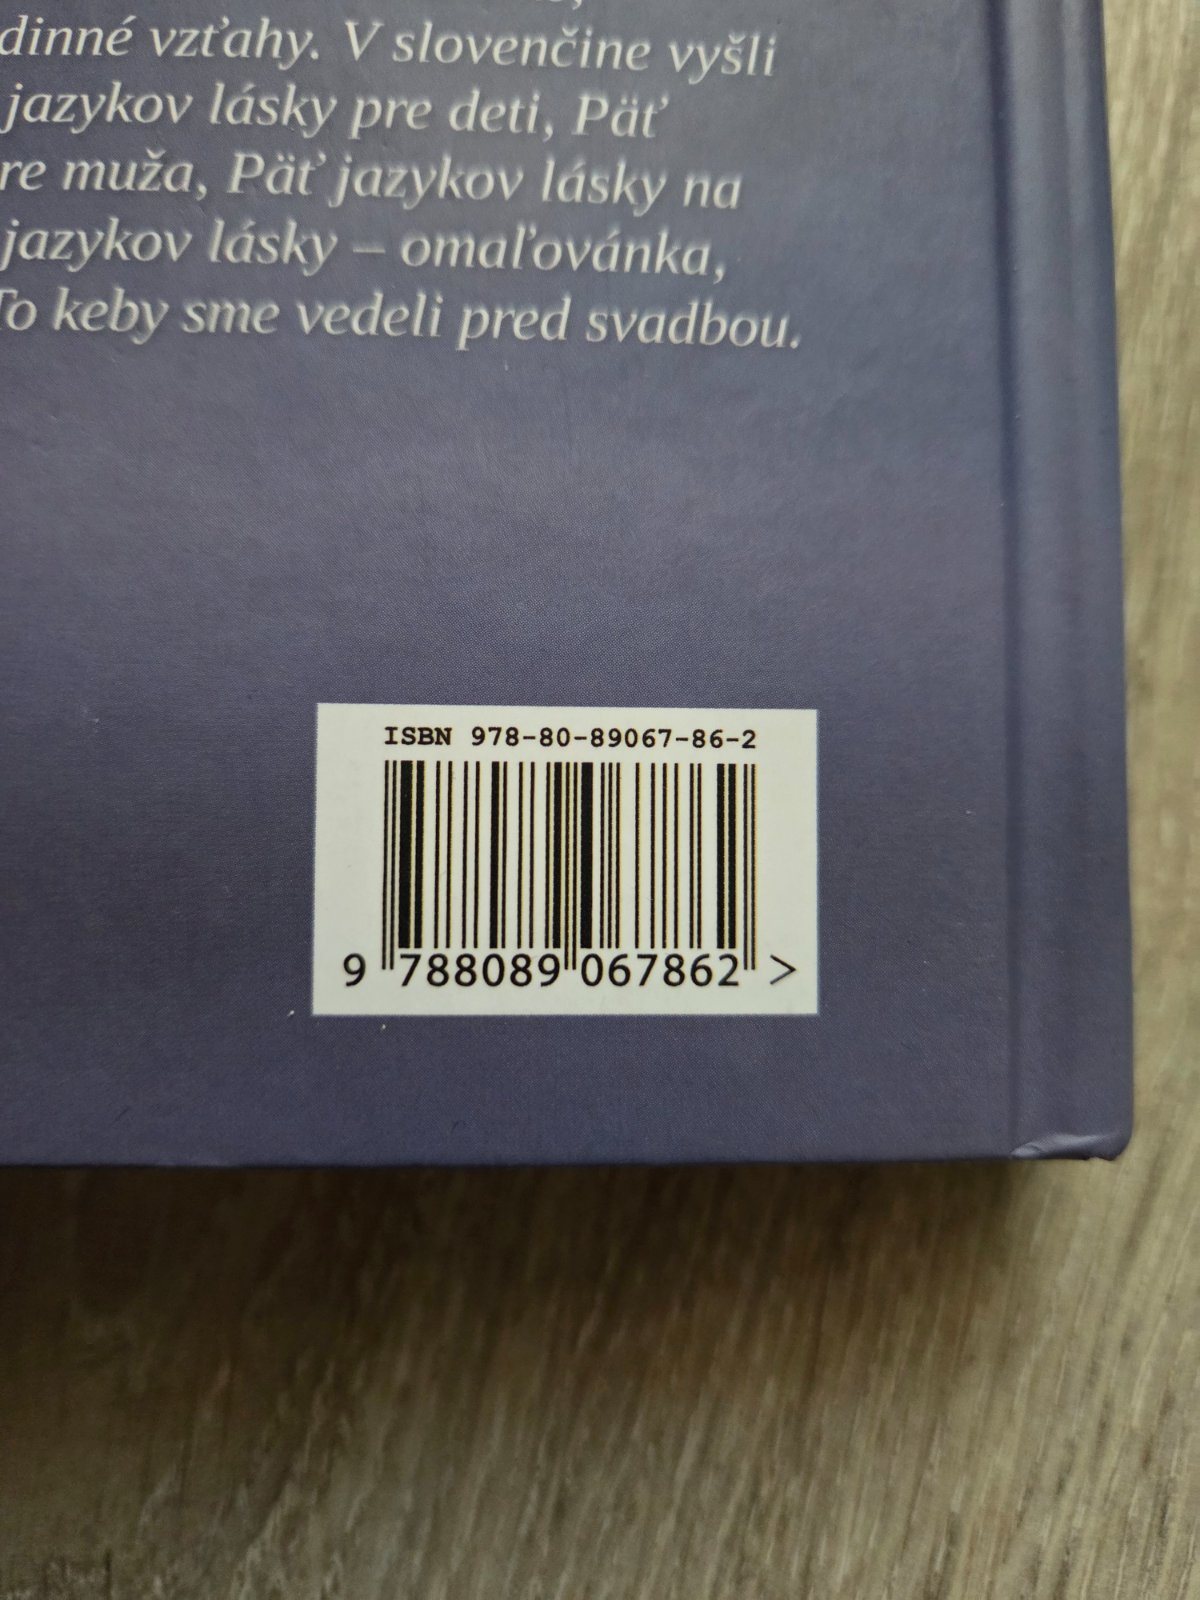 dinné vzťahy. V slovenčine vyšli
jazykov lásky pre deti, Päť
re muža, Päť jazykov lásky na
jazykov lásky – omaľovánka,
To keby sme vedeli pred svadbou.
ISBN 978-80-89067-86-2
9 788089 067862 >